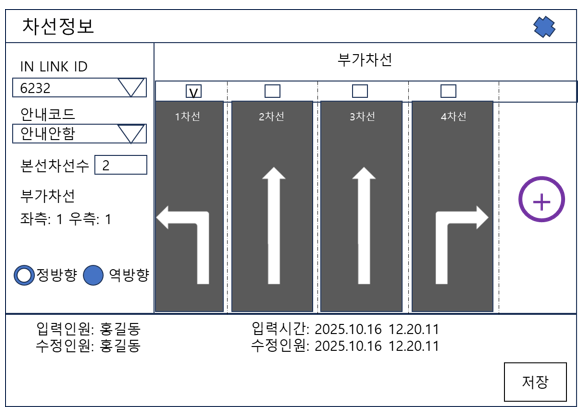 차선정보
IN LINK ID
6232
안내코드
안내안함
본선차선수 2
부가차선
좌측: 1 우측: 1
정방향 역방향
부가차선
V
1차선 2차선 3차선 4차선
+
입력인원: 홍길동 입력시간: 2025.10.16 12.20.11
수정인원: 홍길동 수정인원: 2025.10.16 12.20.11
저장